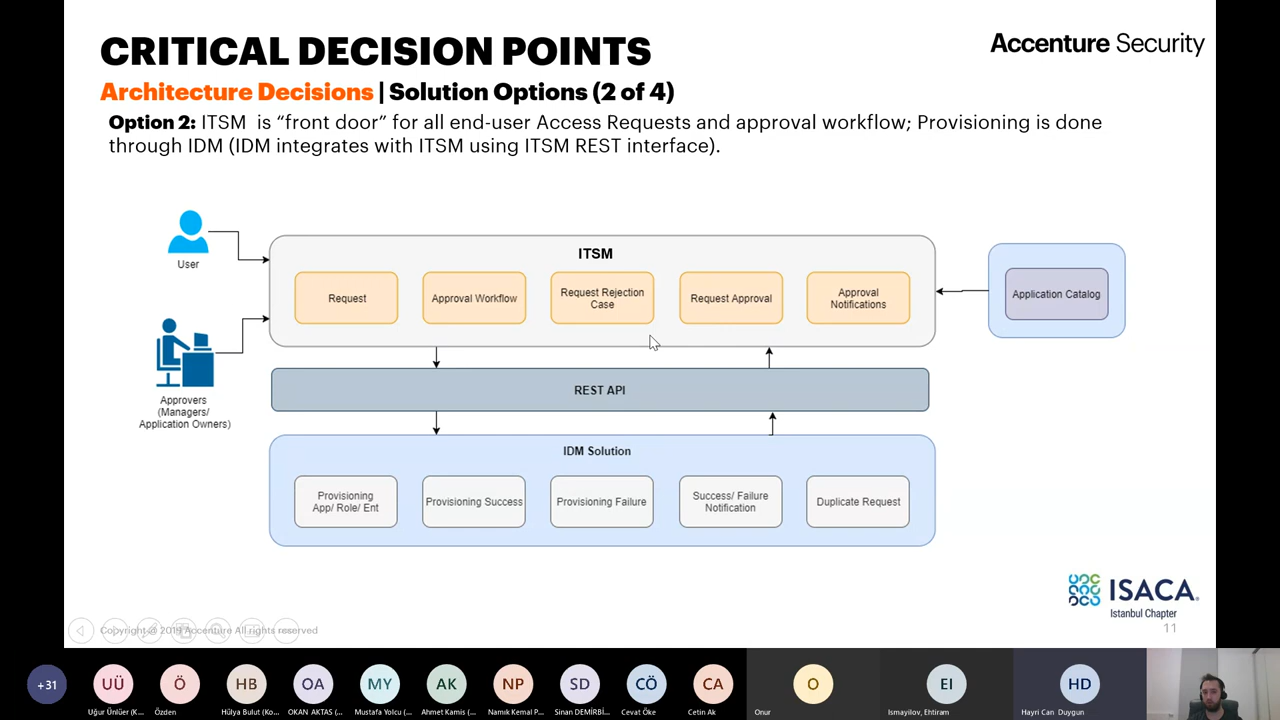 CRITICAL DECISION POINTS
Accenture Security
Architecture Decisions | Solution Options (2 of 4)
Option 2: ITSM is “front door” for all end-user Access Requests and approval workflow; Provisioning is done
through IDM (IDM integrates with ITSM using ITSM REST interface).
User
Approvers
(Managers/
Application Owners)
ITSM
Request
Approval Workflow
Request Rejection
Case
Request Approval
Approval
Notifications
Application Catalog
REST API
IDM Solution
Provisioning
App/ Role/ Ent
Provisioning Success
Provisioning Failure
Success/ Failure
Notification
Duplicate Request
ISACA.
Istanbul Chapter
Copyright @ 2019 Accenture All rights reserved
11
+31
UÜ
Ö
HB
OA
MY
AK
NP
SD
CÖ
CA
O
EI
HD
Uğur Ünlüer (K...
Özden
Hülya Bulut (Ko...
OKAN AKTAS (...
Mustafa Yolcu (...
Ahmet Kamis (...
Namık Kemal P...
Sinan DEMİRBİ...
Cevat Öke
Cetin Ak
Onur
Ismayilov, Ehtiram
Hayri Can Duygun